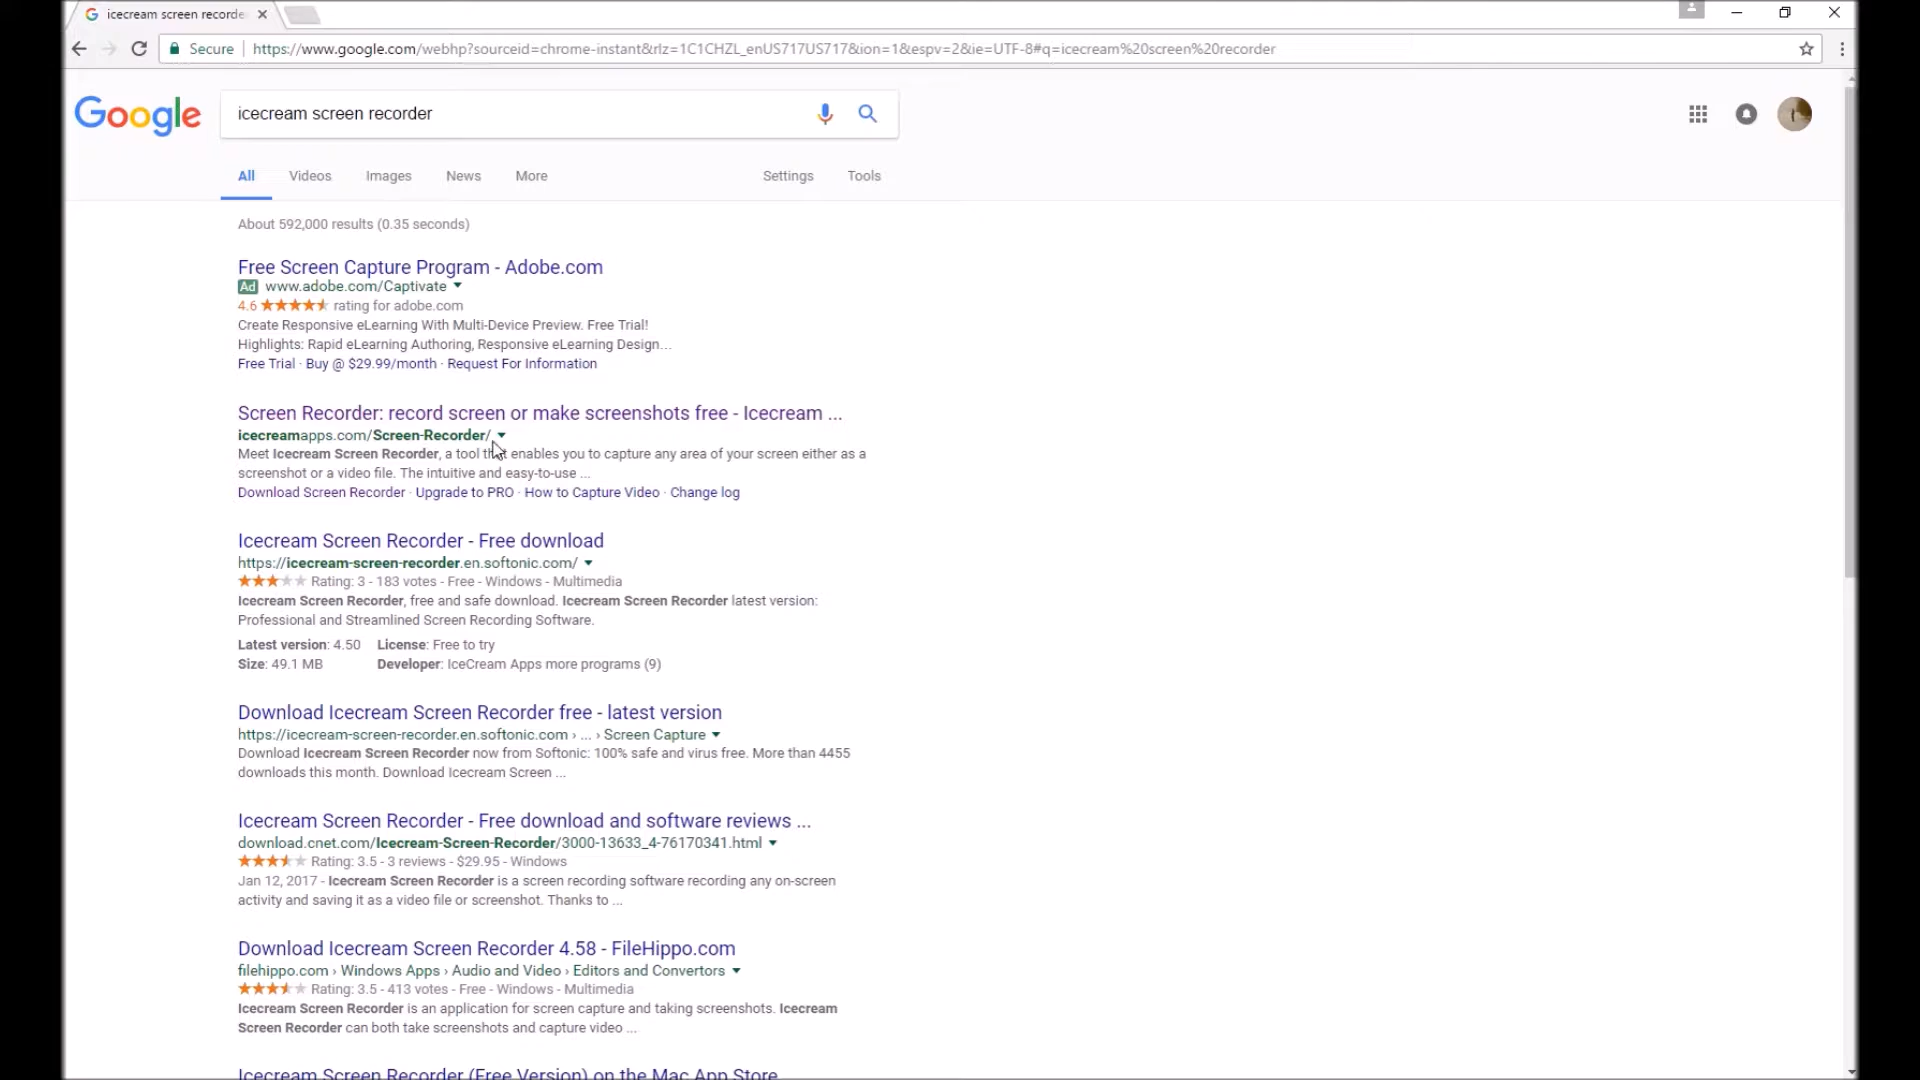 icecream screen recorde
Secure https://www.google.com/webhp?sourceid=chrome-instant&rlz=1C1CHZL_enUS717US717&ion=1&espv=2&ie=UTF-8#q=icecream%20screen%20recorder
Google
icecream screen recorder
All Videos Images News More Settings Tools
About 592,000 results (0.35 seconds)
Free Screen Capture Program - Adobe.com
Ad www.adobe.com/Captivate
4.6 rating for adobe.com
Create Responsive eLearning With Multi-Device Preview. Free Trial!
Highlights: Rapid eLearning Authoring, Responsive eLearning Design...
Free Trial · Buy @ $29.99/month · Request For Information
Screen Recorder: record screen or make screenshots free - Icecream ...
icecreamapps.com/Screen-Recorder/
Meet Icecream Screen Recorder, a tool that enables you to capture any area of your screen either as a
screenshot or a video file. The intuitive and easy-to-use ...
Download Screen Recorder · Upgrade to PRO · How to Capture Video · Change log
Icecream Screen Recorder - Free download
https://icecream-screen-recorder.en.softonic.com/
Rating: 3 - 183 votes - Free - Windows - Multimedia
Icecream Screen Recorder, free and safe download. Icecream Screen Recorder latest version:
Professional and Streamlined Screen Recording Software.
Latest version: 4.50 License: Free to try
Size: 49.1 MB Developer: IceCream Apps more programs (9)
Download Icecream Screen Recorder free - latest version
https://icecream-screen-recorder.en.softonic.com › ... › Screen Capture
Download Icecream Screen Recorder now from Softonic: 100% safe and virus free. More than 4455
downloads this month. Download Icecream Screen ...
Icecream Screen Recorder - Free download and software reviews ...
download.cnet.com/Icecream-Screen-Recorder/3000-13633_4-76170341.html
Rating: 3.5 - 3 reviews - $29.95 - Windows
Jan 12, 2017 - Icecream Screen Recorder is a screen recording software recording any on-screen
activity and saving it as a video file or screenshot. Thanks to ...
Download Icecream Screen Recorder 4.58 - FileHippo.com
filehippo.com › Windows Apps › Audio and Video › Editors and Convertors
Rating: 3.5 - 413 votes - Free - Windows - Multimedia
Icecream Screen Recorder is an application for screen capture and taking screenshots. Icecream
Screen Recorder can both take screenshots and capture video ...
Icecream Screen Recorder (Free Version) on the Mac App Store